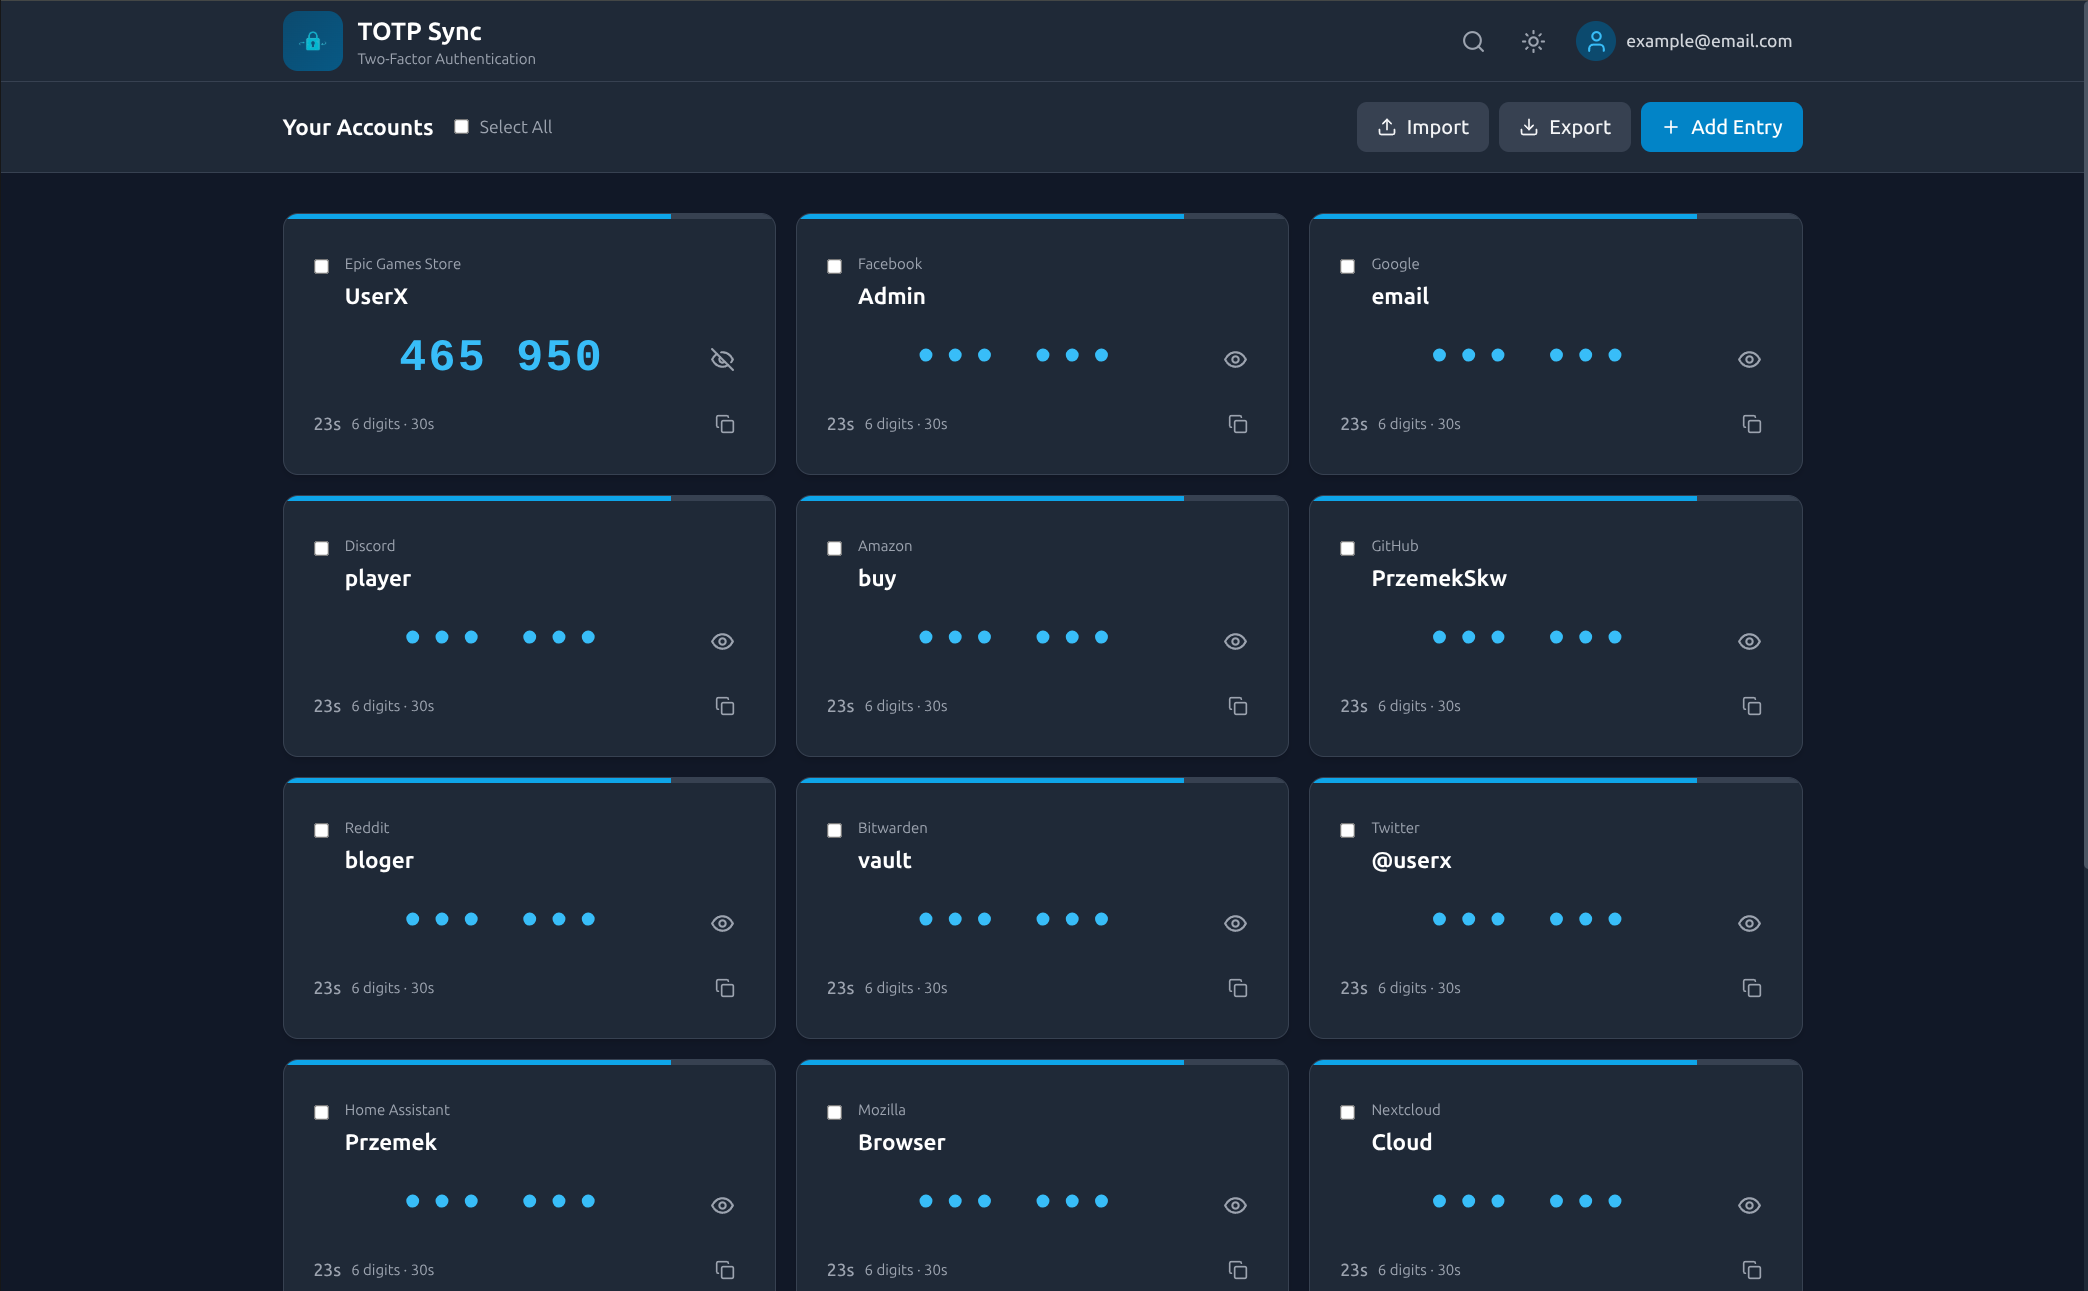 TOTP Sync
Two-Factor Authentication
example@email.com
Your Accounts
Select All
Import
Export
Add Entry
Epic Games Store
UserX
465 950
23s 6 digits · 30s
Facebook
Admin
23s 6 digits · 30s
Google
email
23s 6 digits · 30s
Discord
player
23s 6 digits · 30s
Amazon
buy
23s 6 digits · 30s
GitHub
PrzemekSkw
23s 6 digits · 30s
Reddit
bloger
23s 6 digits · 30s
Bitwarden
vault
23s 6 digits · 30s
Twitter
@userx
23s 6 digits · 30s
Home Assistant
Przemek
23s 6 digits · 30s
Mozilla
Browser
23s 6 digits · 30s
Nextcloud
Cloud
23s 6 digits · 30s